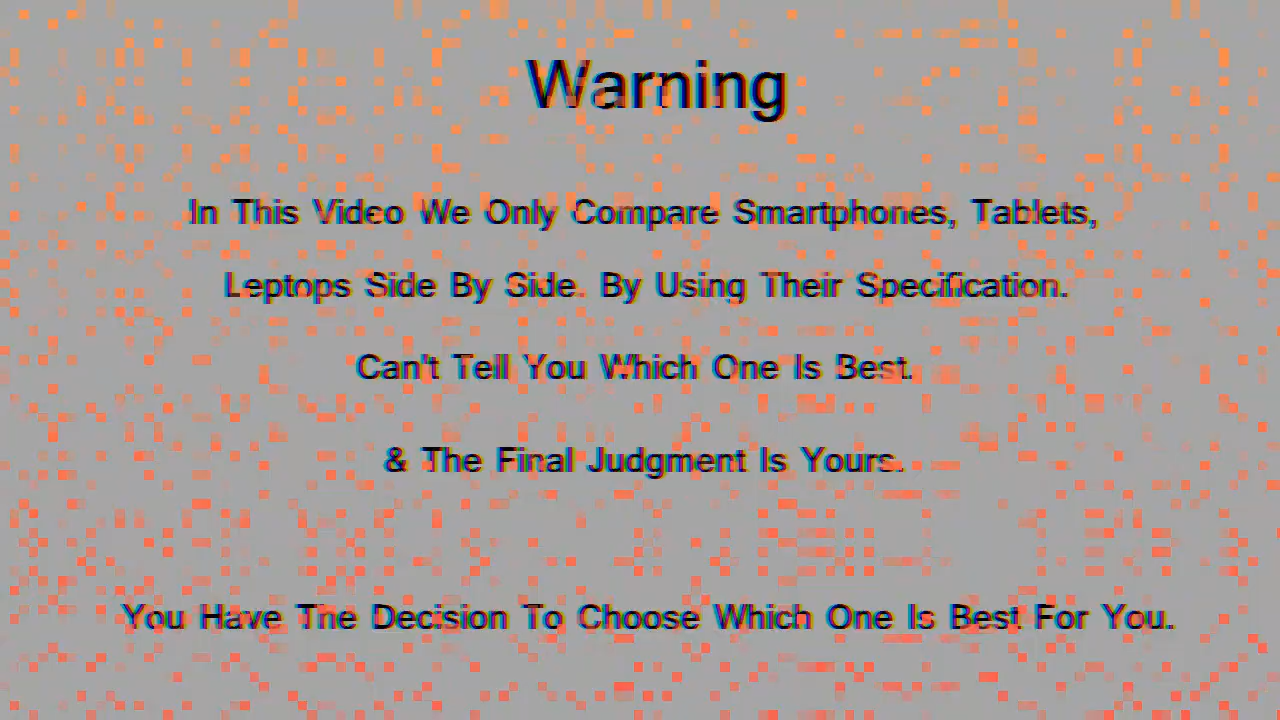 Warning
In This Video We Only Compare Smartphones, Tablets,
Leptops Side By Side. By Using Their Specification.
Can't Tell You Which One Is Best.
& The Final Judgment Is Yours.
You Have The Decision To Choose Which One Is Best For You.